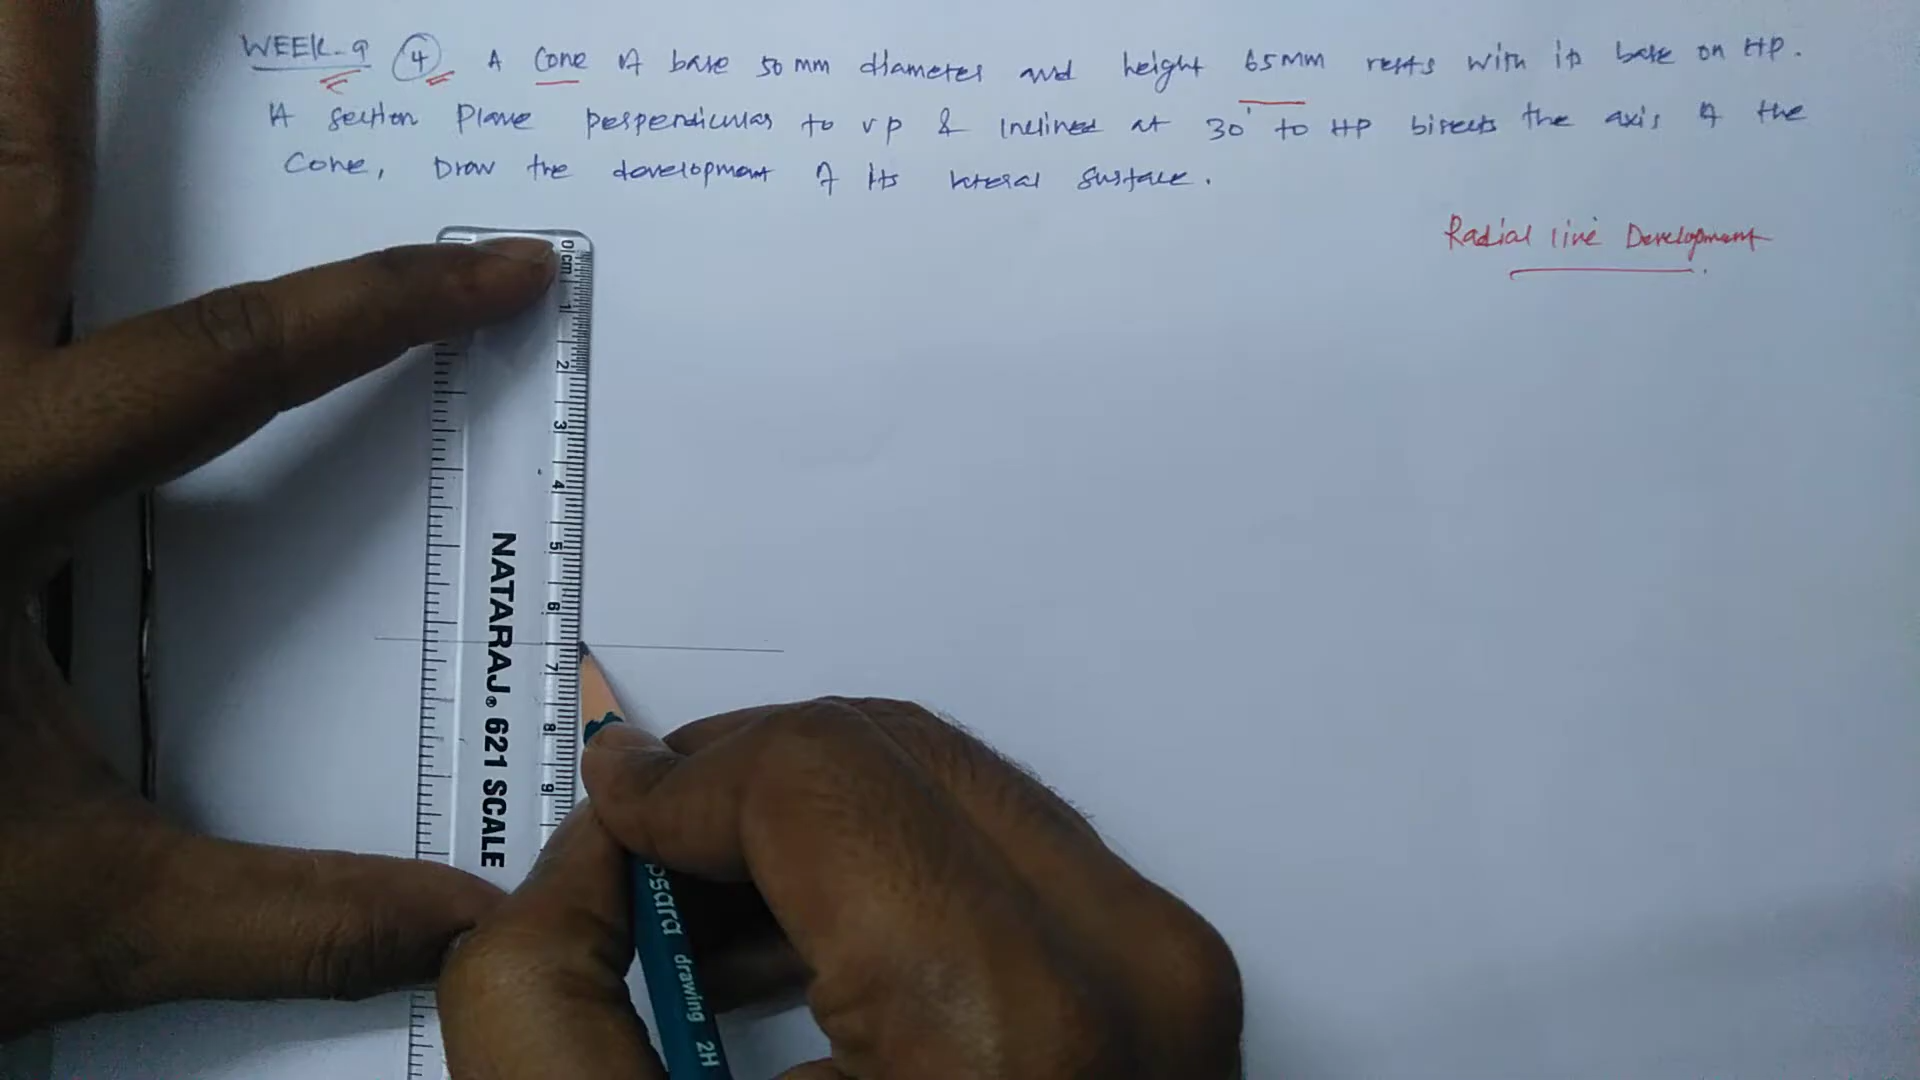 WEEK-9 (4) A Cone of base 50 mm diameter and height 65mm rests with its base on HP.
A section plane perpendicular to VP & inclined at 30° to HP bisects the axis of the
Cone, Draw the development of its lateral surface.
Radial line Development
0 cm 1 2 3 4 5 6 7 8 9
NATARAJ® 621 SCALE
psara drawing 2H